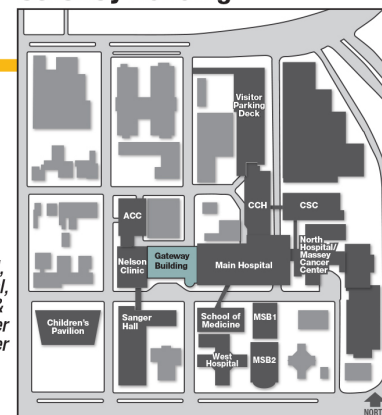 Visitor
Parking
Deck
ACC
CCH
CSC
Nelson
Clinic
Gateway
Building
Main Hospital
North
Hospital/
Massey
Cancer
Center
Children's
Pavilion
Sanger
Hall
School of
Medicine
MSB1
West
Hospital
MSB2
&
NORTH